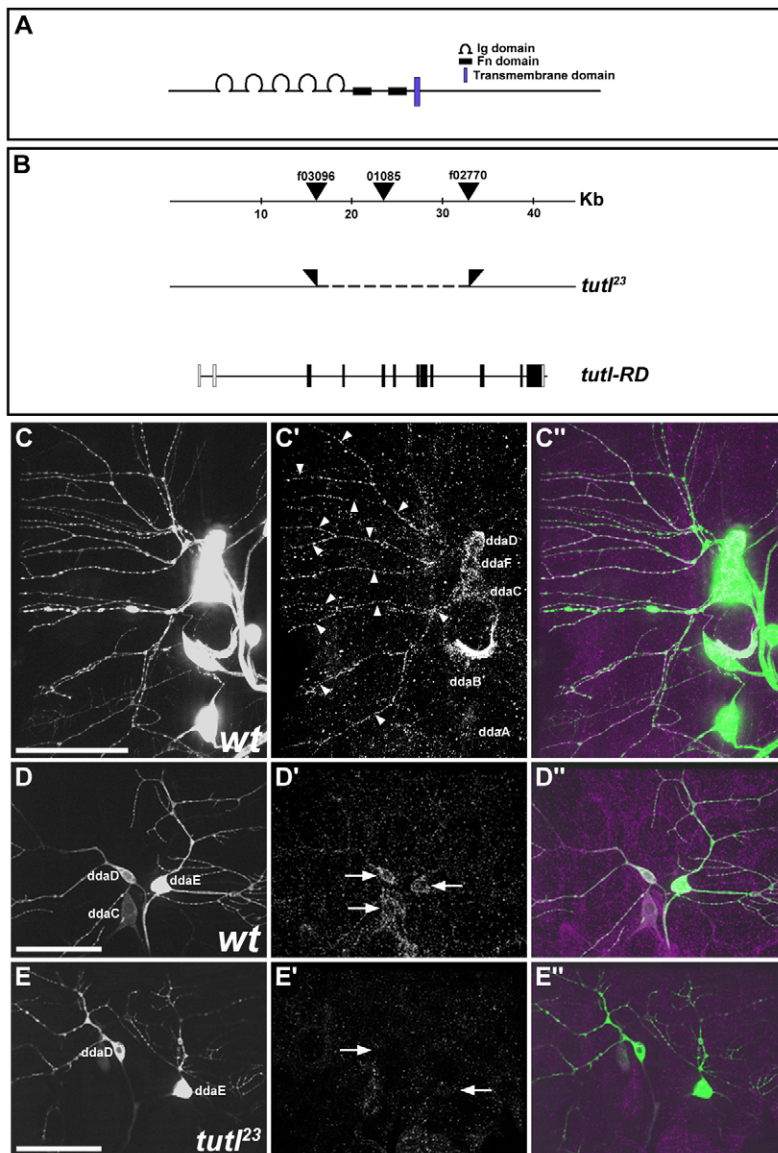 A
Ig domain
Fn domain
Transmembrane domain
B
f03096 01085 f02770
Kb
10 20 30 40
tutl²³
tutl-RD
C C' C"
ddaD
ddaF
ddaC
ddaB
ddaA
wt
D D' D"
ddaD ddaE
ddaC
wt
E E' E"
ddaD
ddaE
tutl²³